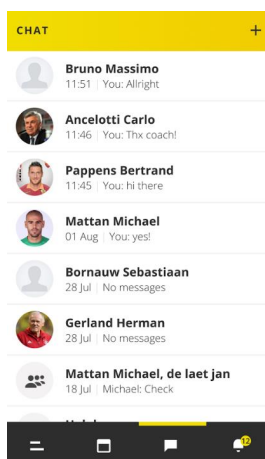 CHAT +
Bruno Massimo
11:51 | You: Allright
Ancelotti Carlo
11:46 | You: Thx coach!
Pappens Bertrand
11:45 | You: hi there
Mattan Michael
01 Aug | You: yes!
Bornauw Sebastiaan
28 Jul | No messages
Gerland Herman
28 Jul | No messages
Mattan Michael, de laet jan
18 Jul | Michael: Check
12